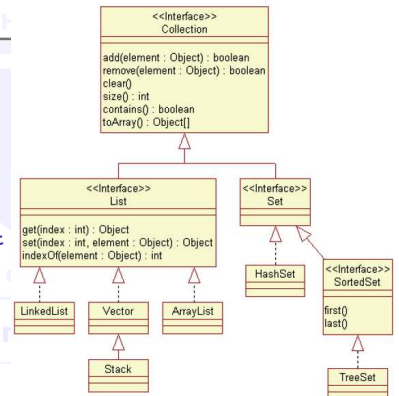 <<Interface>>
Collection
add(element : Object) : boolean
remove(element : Object) : boolean
clear()
size() : int
contains() : boolean
toArray() : Object[]
<<Interface>>
List
get(index : int) : Object
set(index : int, element : Object) : Object
indexOf(element : Object) : int
<<Interface>>
Set
LinkedList
Vector
ArrayList
HashSet
<<Interface>>
SortedSet
first()
last()
Stack
TreeSet